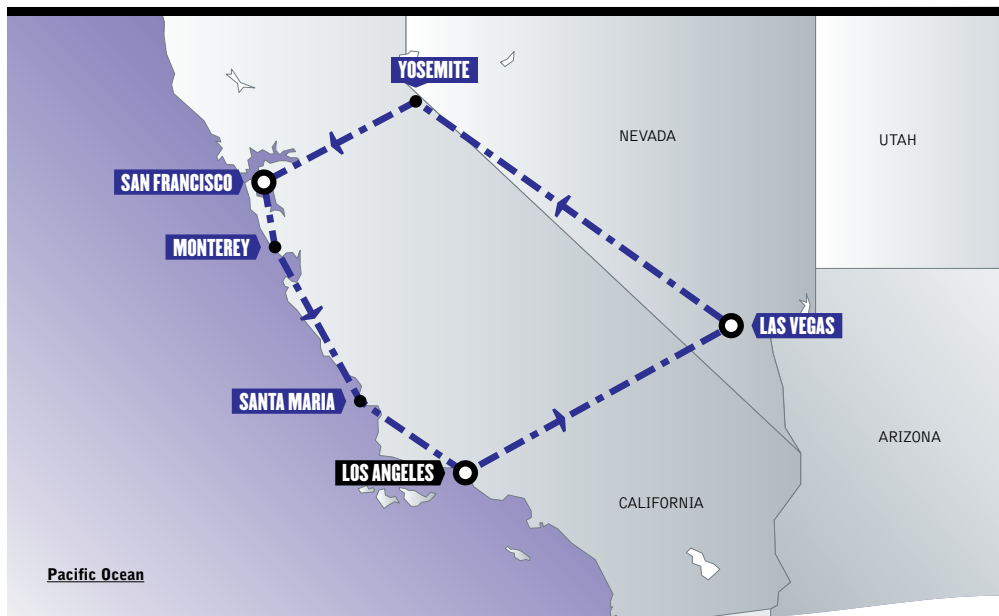 YOSEMITE
NEVADA
UTAH
SAN FRANCISCO
MONTEREY
LAS VEGAS
SANTA MARIA
ARIZONA
LOS ANGELES
CALIFORNIA
Pacific Ocean